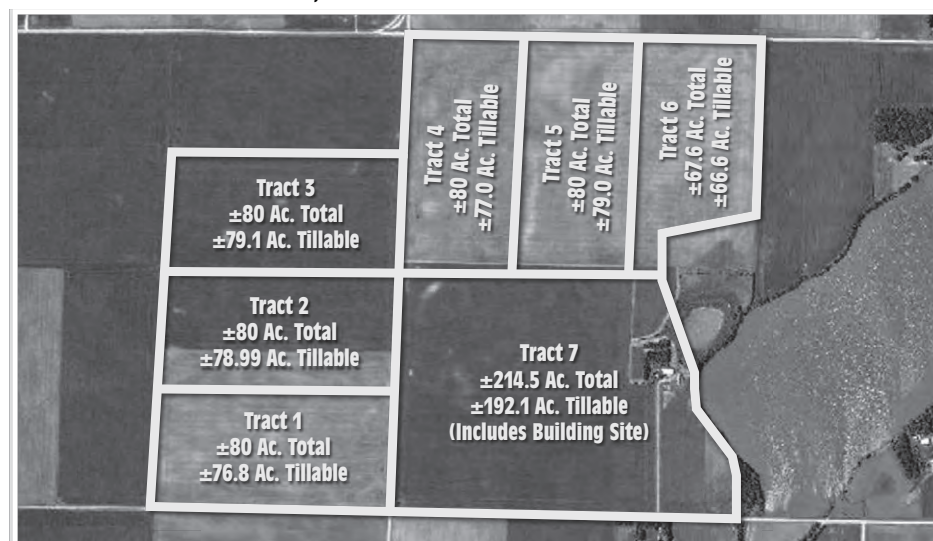 Tract 4
±80 Ac. Total
±77.0 Ac. Tillable
Tract 5
±80 Ac. Total
±79.0 Ac. Tillable
Tract 6
±67.6 Ac. Total
±66.6 Ac. Tillable
Tract 3
±80 Ac. Total
±79.1 Ac. Tillable
Tract 2
±80 Ac. Total
±78.99 Ac. Tillable
Tract 7
±214.5 Ac. Total
±192.1 Ac. Tillable
(Includes Building Site)
Tract 1
±80 Ac. Total
±76.8 Ac. Tillable